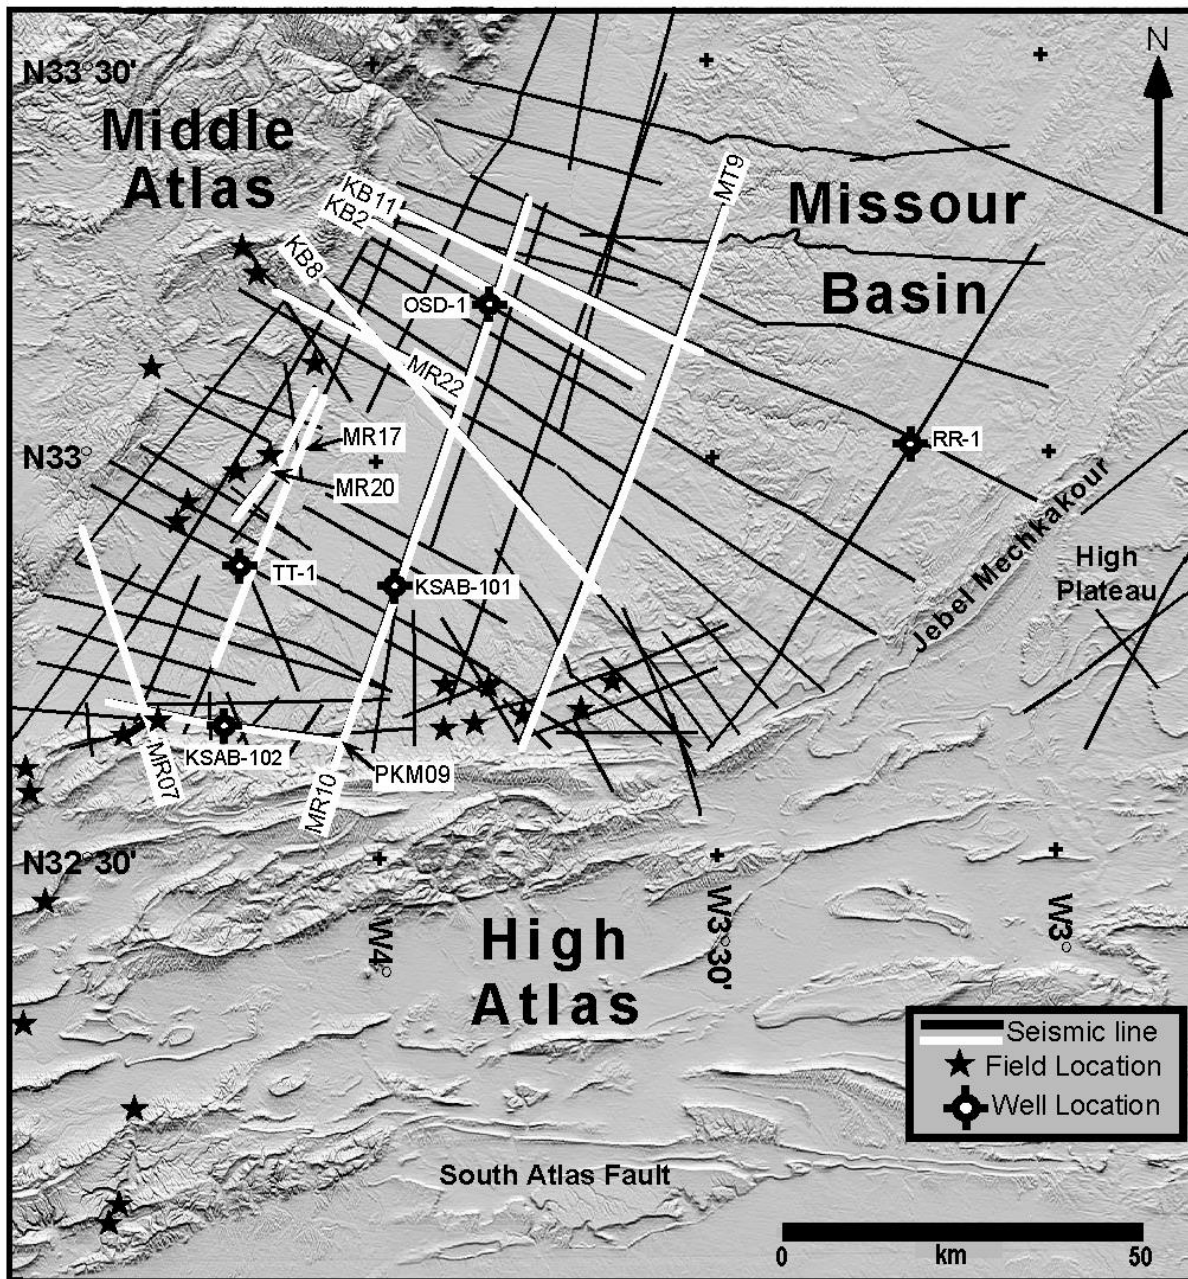 N
N33°30'
Middle
Atlas
MT9
Missour
Basin
KB11
KB2
KB8
OSD-1
MR22
MR17
N33°
MR20
RR-1
TT-1
KSAB-101
High
Plateau
Jebel Mechkakour
KSAB-102
PKM09
MR07
MR10
N32°30'
W4°
W3°30'
W3°
High
Atlas
Seismic line
Field Location
Well Location
South Atlas Fault
0
km
50